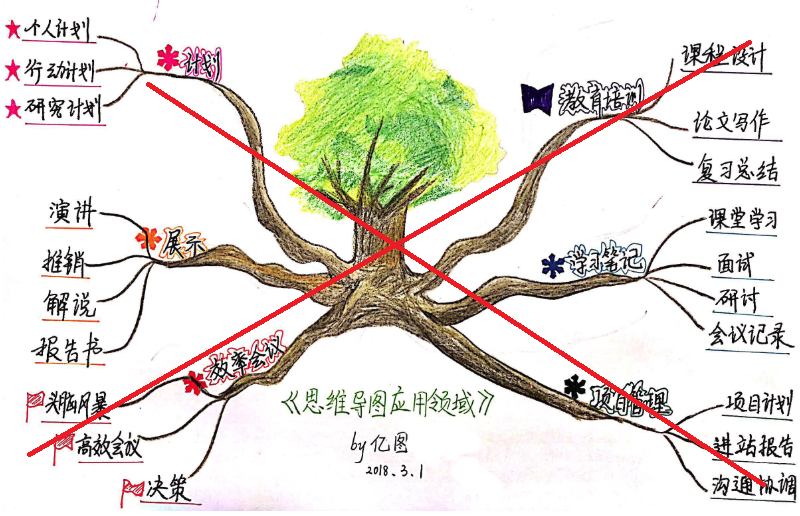 个人计划
行动计划
研究计划
计划
演讲
推销
解说
报告书
展示
头脑风暴
高效会议
决策
效率会议
教育培训
课程设计
论文写作
复习总结
学习笔记
课堂学习
面试
研讨
会议记录
项目管理
项目计划
进站报告
沟通协调
《思维导图应用领域》
by 亿图
2018.3.1